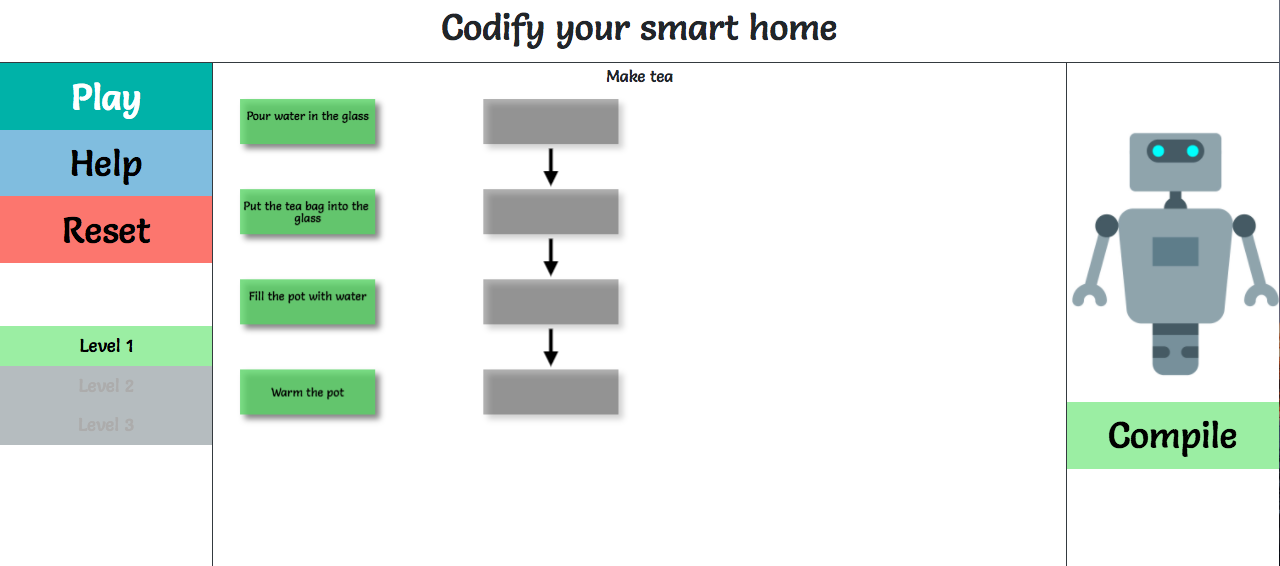 Codify your smart home
Play
Help
Reset
Level 1
Level 2
Level 3
Make tea
Pour water in the glass
Put the tea bag into the
glass
Fill the pot with water
Warm the pot
Compile